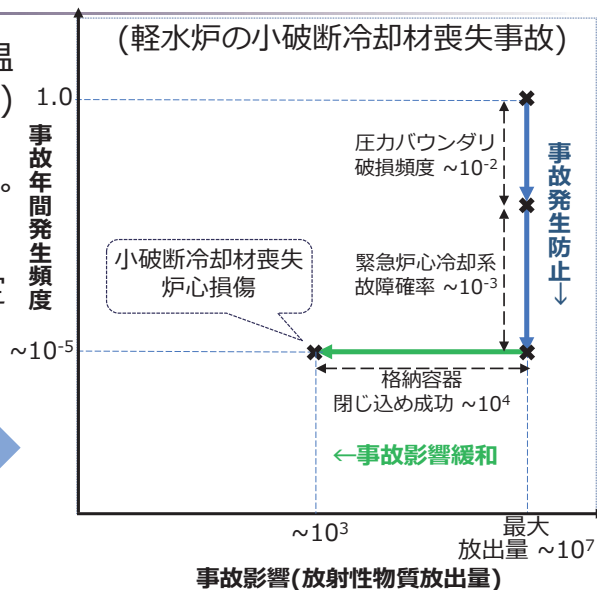 (軽水炉の小破断冷却材喪失事故)
温
)
。
1.0
事故年間発生頻度
圧力バウンダリ
破損頻度 ~10-2
事故発生防止→
小破断冷却材喪失
炉心損傷
緊急炉心冷却系
故障確率 ~10-3
~10-5
格納容器
閉じ込め成功 ~104
←事故影響緩和
~103
最大
放出量 ~107
事故影響(放射性物質放出量)